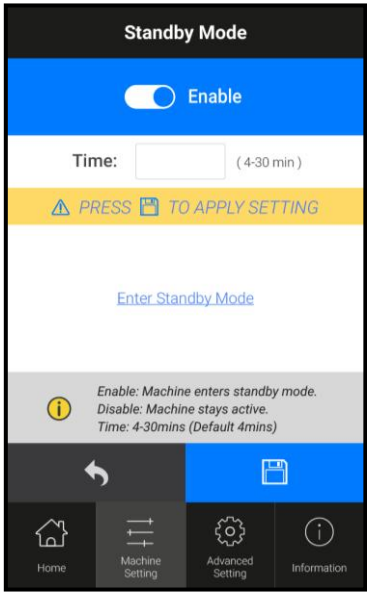 Standby Mode
Enable
Time: ( 4-30 min )
PRESS TO APPLY SETTING
Enter Standby Mode
Enable: Machine enters standby mode.
Disable: Machine stays active.
Time: 4-30mins (Default 4mins)
Home
Machine
Setting
Advanced
Setting
Information